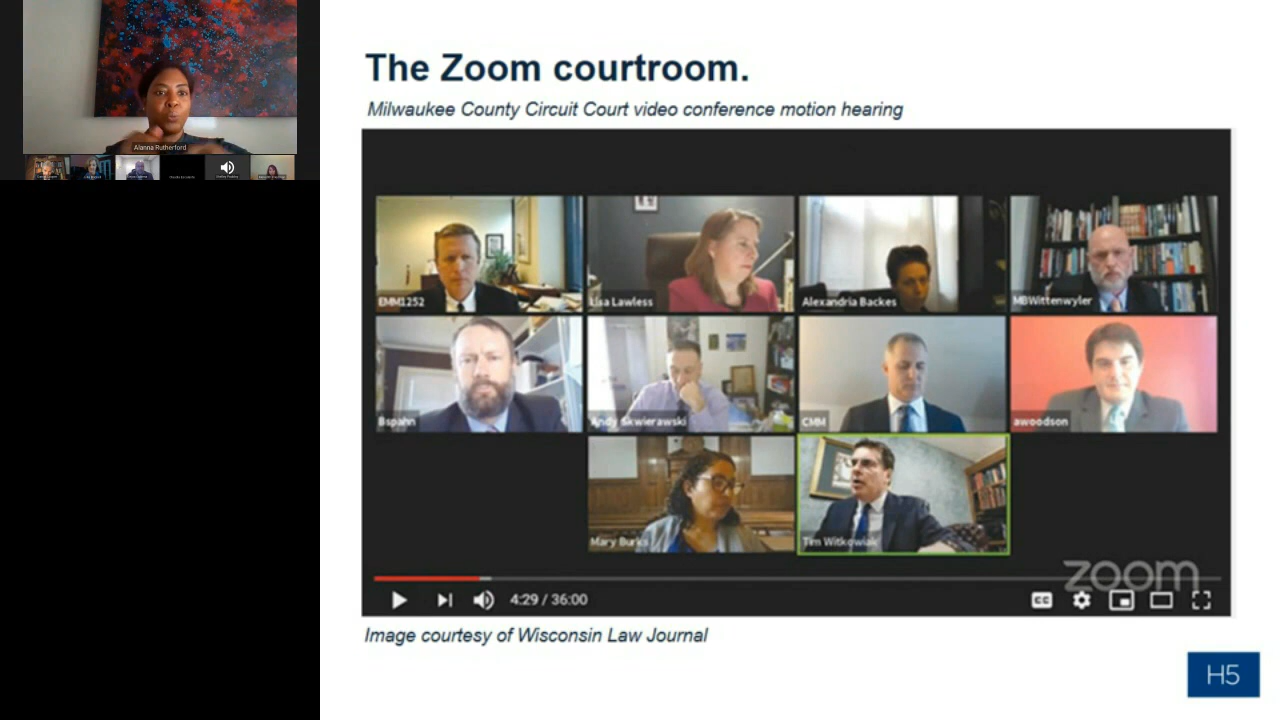 Alanna Rutherford
The Zoom courtroom.
Milwaukee County Circuit Court video conference motion hearing
EMM1252
Lisa Lawless
Alexandria Backes
MBWittenwyler
Bspahn
Andy Skwierawski
CMM
awoodson
Mary Burks
Tim Witkowiak
zoom
4:29 / 36:00
CC
Image courtesy of Wisconsin Law Journal
H5